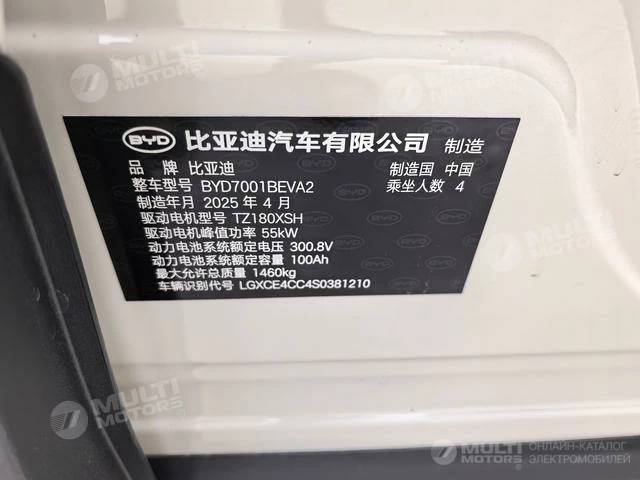 BYD 比亚迪汽车有限公司 制造
品 牌 比亚迪 制造国 中国
整车型号 BYD7001BEVA2 乘坐人数 4
制造年月 2025 年 4 月
驱动电机型号 TZ180XSH
驱动电机峰值功率 55kW
动力电池系统额定电压 300.8V
动力电池系统额定容量 100Ah
最大允许总质量 1460kg
车辆识别代号 LGXCE4CC4S0381210
MULTI MOTORS
MULTI MOTORS
MULTI MOTORS
MULTI MOTORS ОНЛАЙН-КАТАЛОГ ЭЛЕКТРОМОБИЛЕЙ